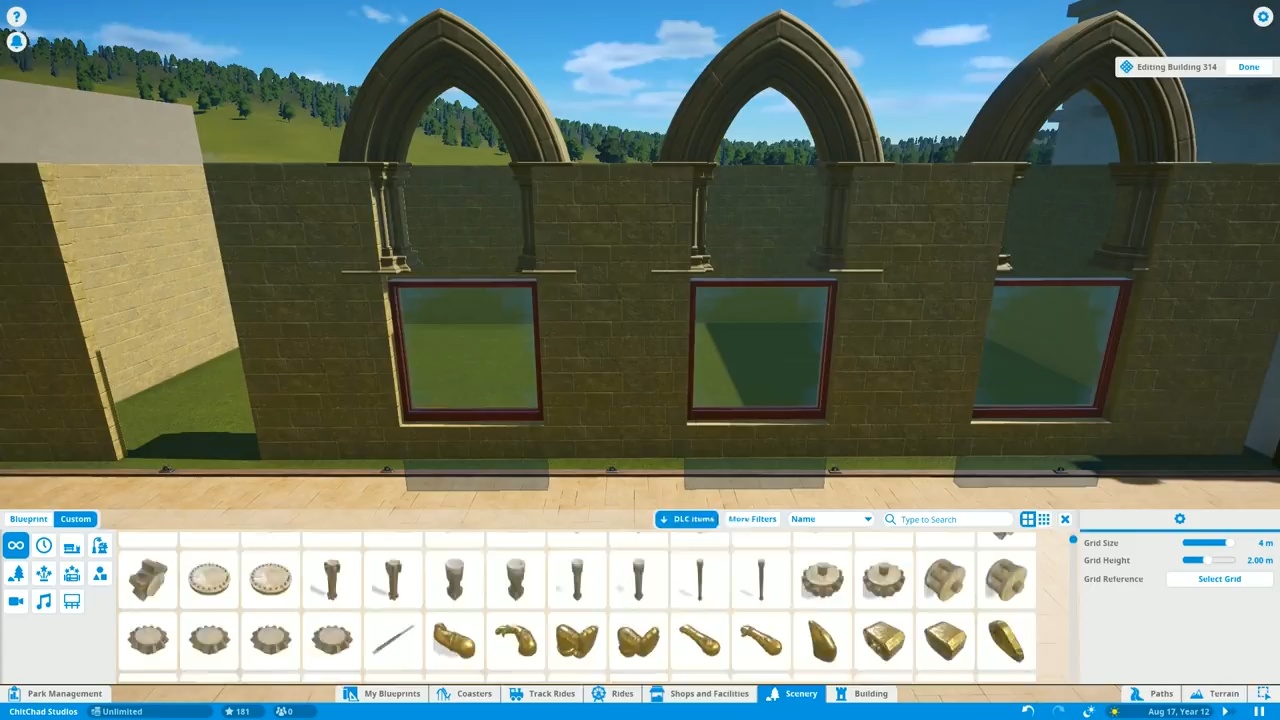 ?
Editing Building 314 Done
Blueprint Custom
DLC Items More Filters Name Type to Search
Grid Size 4 m
Grid Height 2.00 m
Grid Reference Select Grid
Park Management My Blueprints Coasters Track Rides Rides Shops and Facilities Scenery Building Paths Terrain
ChitChad Studios Unlimited 181 0 Aug 17, Year 12